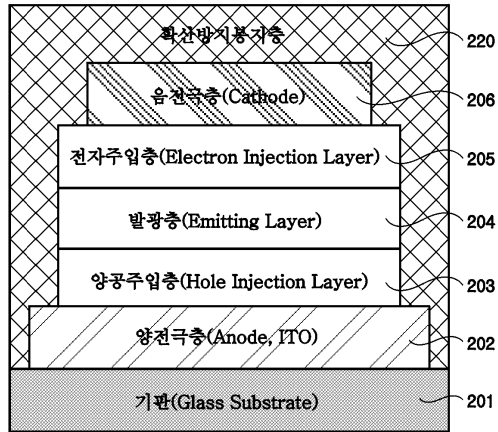 확산방지봉지층 220
음전극층(Cathode) 206
전자주입층(Electron Injection Layer) 205
발광층(Emitting Layer) 204
양공주입층(Hole Injection Layer) 203
양전극층(Anode, ITO) 202
기판(Glass Substrate) 201